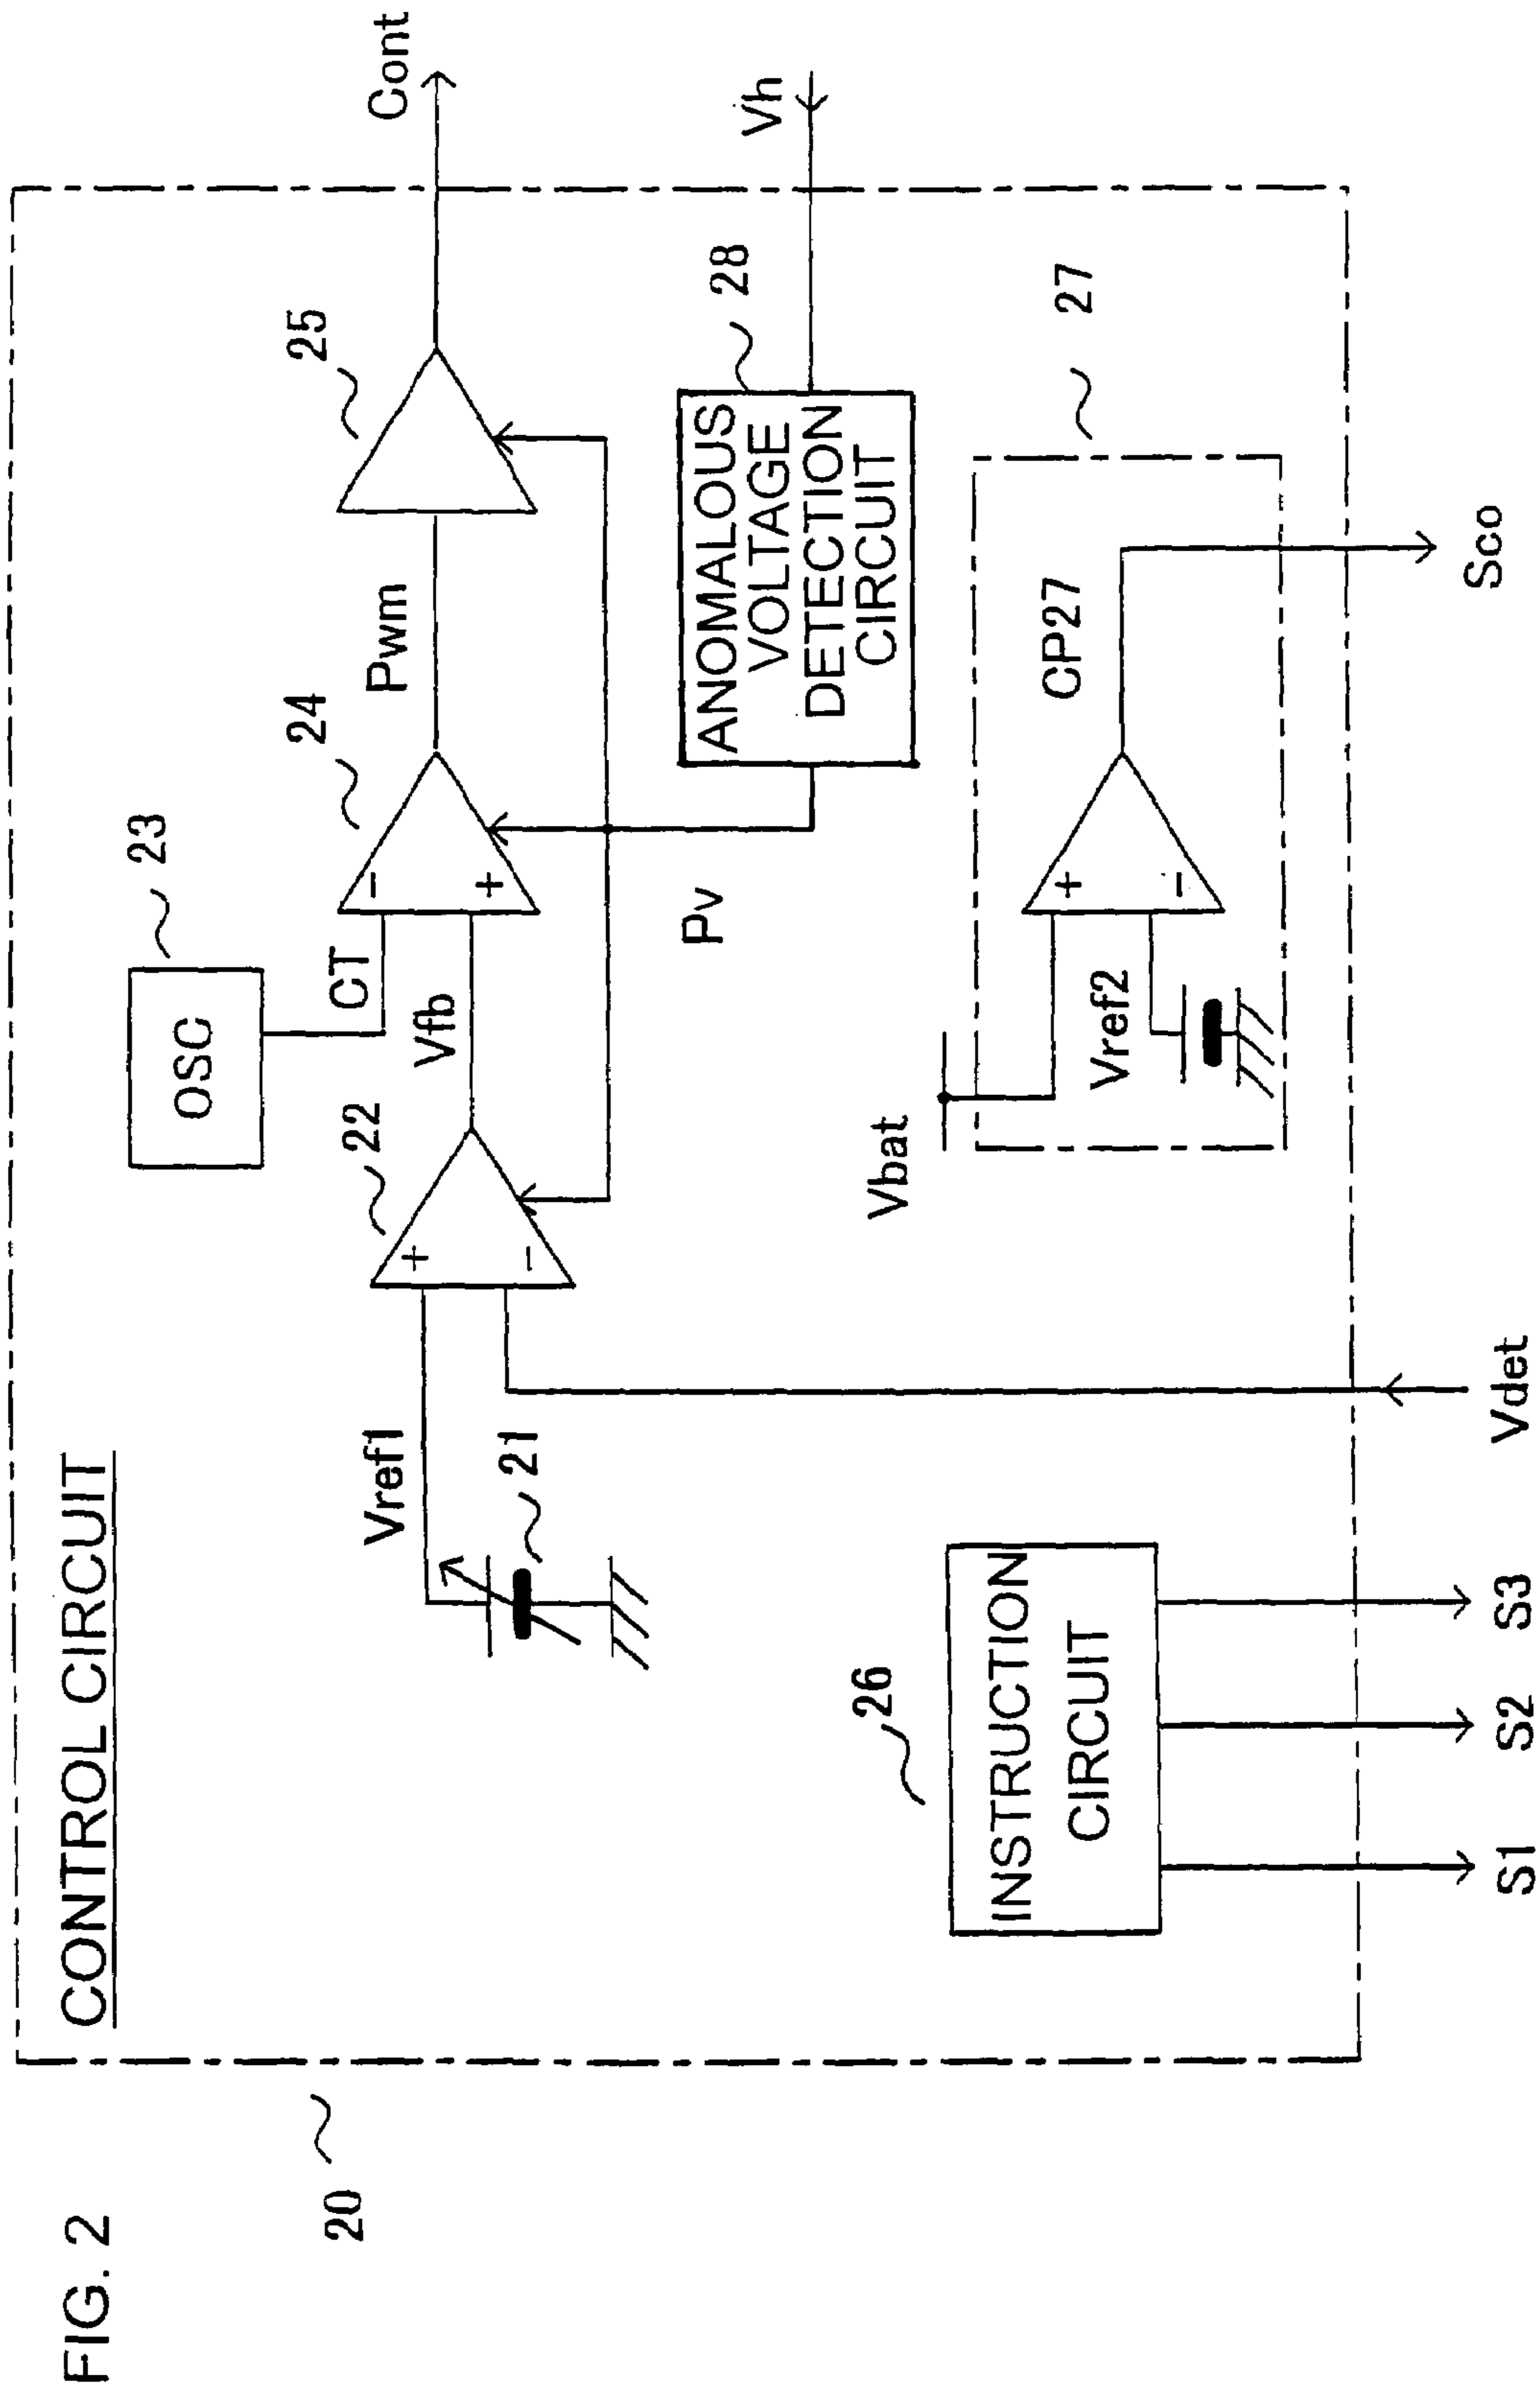 FIG. 2
20
CONTROL CIRCUIT
OSC
23
CT
22
24
25
Cont
Vref1
Vfb
Pwm
21
Pv
ANOMALOUS
VOLTAGE
DETECTION
CIRCUIT
28
Vh
26
INSTRUCTION
CIRCUIT
Vbat
Vref2
CP27
27
+
-
-
+
+
-
S1
S2
S3
Vdet
Sco